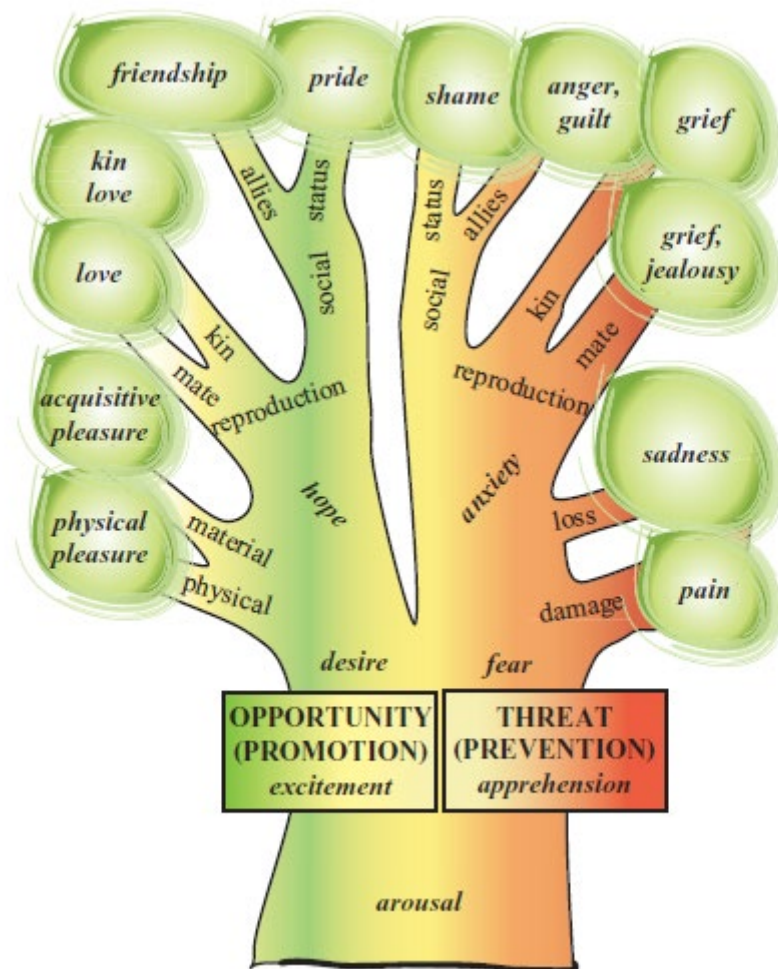 friendship
pride
shame
anger,
guilt
grief
kin
love
allies
status
status
allies
love
grief,
jealousy
social
social
kin
mate
kin
mate
reproduction
reproduction
acquisitive
pleasure
sadness
hope
anxiety
material
loss
physical
pleasure
physical
damage
pain
desire
fear
OPPORTUNITY
(PROMOTION)
excitement
THREAT
(PREVENTION)
apprehension
arousal